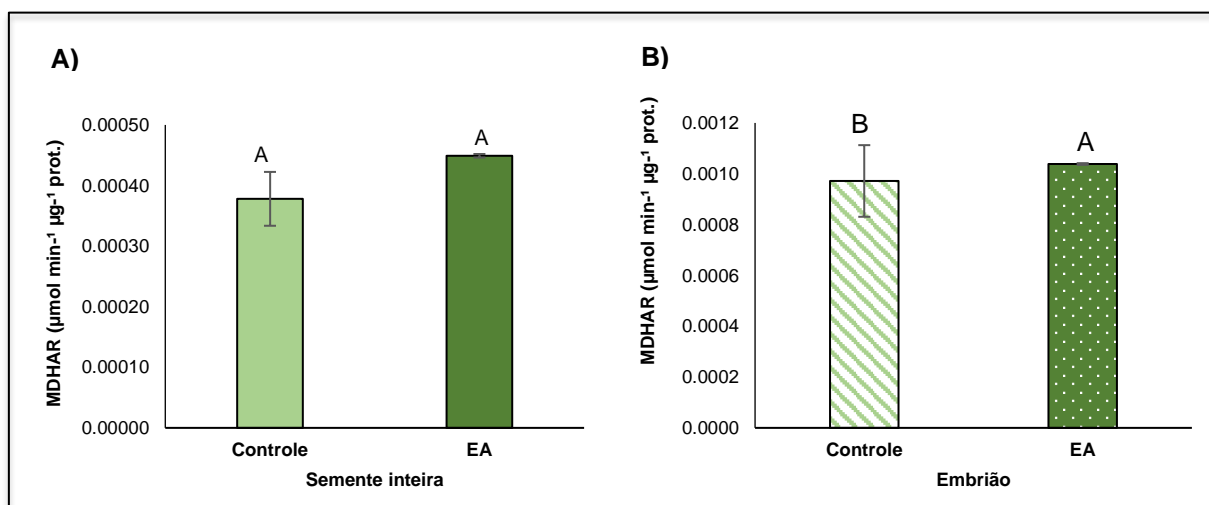 A)
MDHAR (µmol min-¹ µg-¹ prot.)
0.00050
0.00040
0.00030
0.00020
0.00010
0.00000
A
A
Controle
EA
Semente inteira
B)
MDHAR (µmol min-¹ µg-¹ prot.)
0.0012
0.0010
0.0008
0.0006
0.0004
0.0002
0.0000
B
A
Controle
EA
Embrião